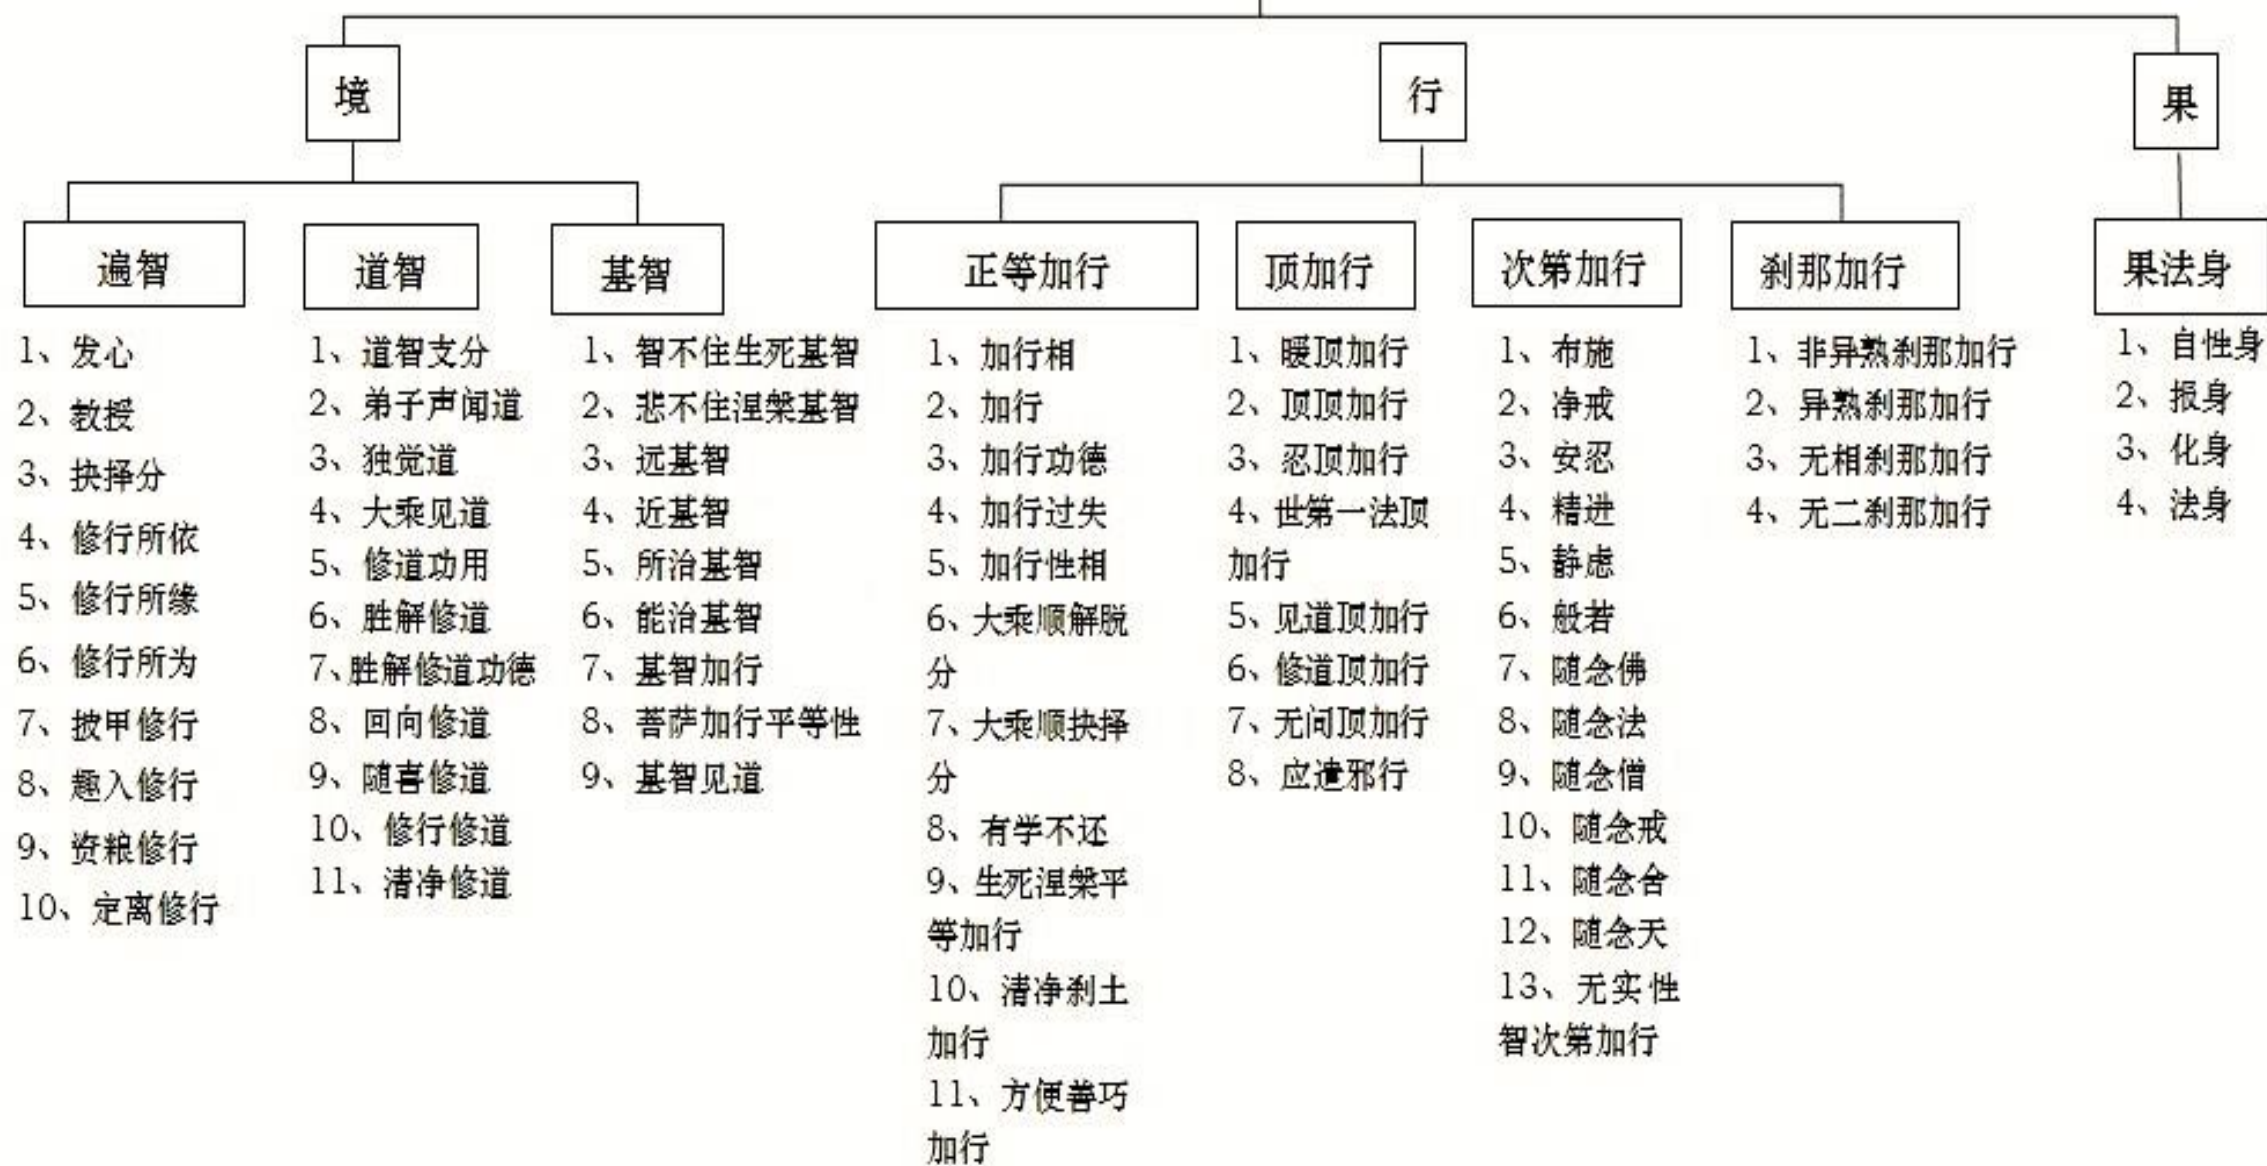 境
行
果
遍智
道智
基智
正等加行
顶加行
次第加行
刹那加行
果法身
1、发心
2、教授
3、抉择分
4、修行所依
5、修行所缘
6、修行所为
7、披甲修行
8、趣入修行
9、资粮修行
10、定离修行
1、道智支分
2、弟子声闻道
3、独觉道
4、大乘见道
5、修道功用
6、胜解修道
7、胜解修道功德
8、回向修道
9、随喜修道
10、修行修道
11、清净修道
1、智不住生死基智
2、悲不住涅槃基智
3、远基智
4、近基智
5、所治基智
6、能治基智
7、基智加行
8、菩萨加行平等性
9、基智见道
1、加行相
2、加行
3、加行功德
4、加行过失
5、加行性相
6、大乘顺解脱
分
7、大乘顺抉择
分
8、有学不还
9、生死涅槃平
等加行
10、清净刹土
加行
11、方便善巧
加行
1、暖顶加行
2、顶顶加行
3、忍顶加行
4、世第一法顶
加行
5、见道顶加行
6、修道顶加行
7、无间顶加行
8、应遣邪行
1、布施
2、净戒
3、安忍
4、精进
5、静虑
6、般若
7、随念佛
8、随念法
9、随念僧
10、随念戒
11、随念舍
12、随念天
13、无实性
智次第加行
1、非异熟刹那加行
2、异熟刹那加行
3、无相刹那加行
4、无二刹那加行
1、自性身
2、报身
3、化身
4、法身